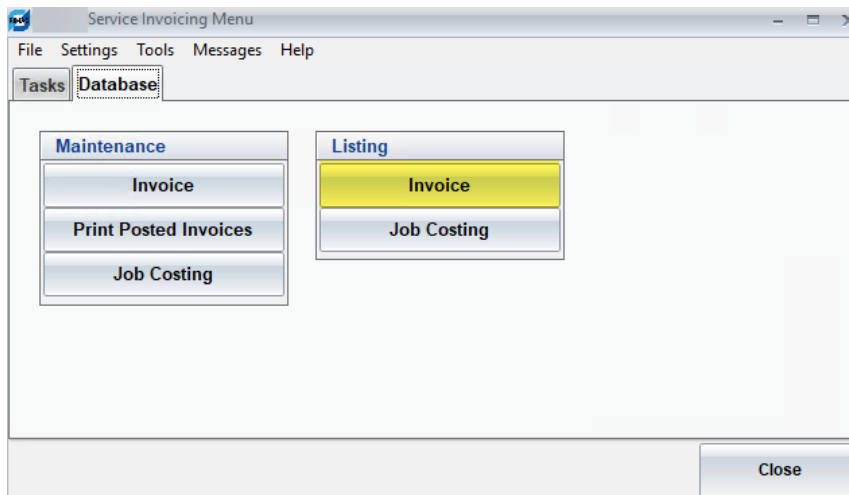 Service Invoicing Menu
File Settings Tools Messages Help
Tasks Database
Maintenance
Invoice
Print Posted Invoices
Job Costing
Listing
Invoice
Job Costing
Close